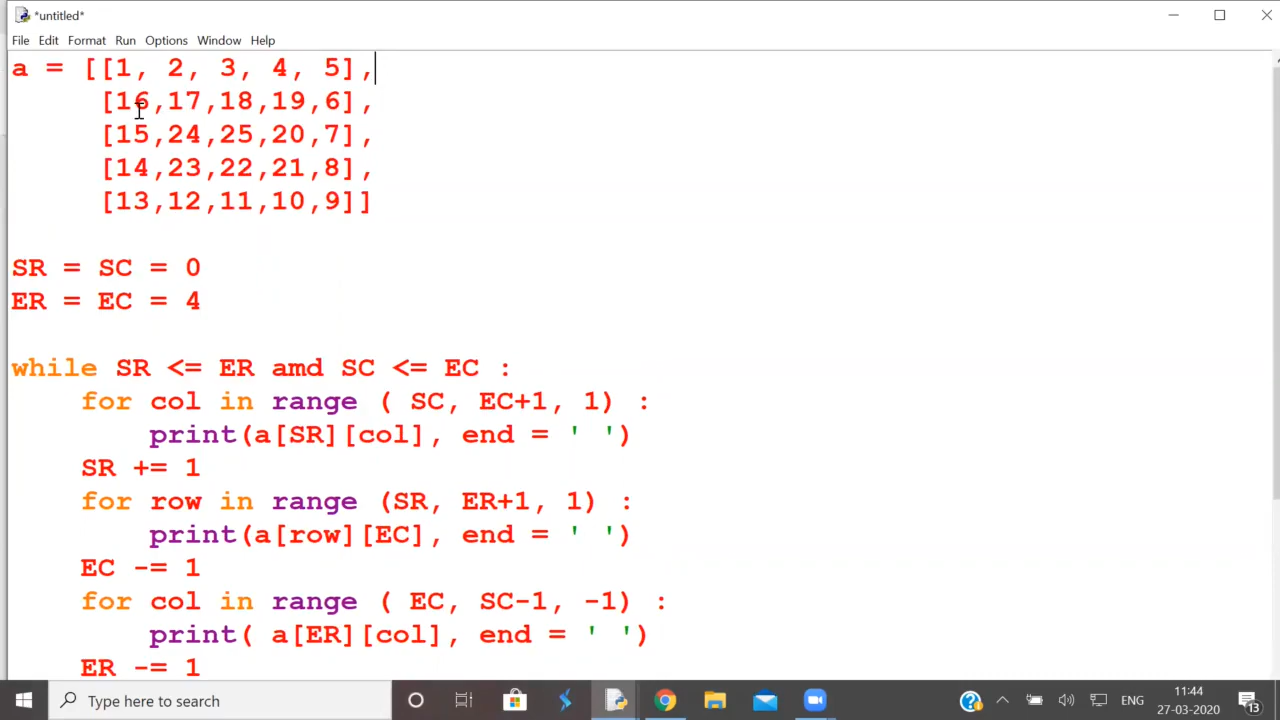 *untitled*
File Edit Format Run Options Window Help
a = [[1, 2, 3, 4, 5],
[16,17,18,19,6],
[15,24,25,20,7],
[14,23,22,21,8],
[13,12,11,10,9]]
SR = SC = 0
ER = EC = 4
while SR <= ER amd SC <= EC :
for col in range ( SC, EC+1, 1) :
print(a[SR][col], end = ' ')
SR += 1
for row in range (SR, ER+1, 1) :
print(a[row][EC], end = ' ')
EC -= 1
for col in range ( EC, SC-1, -1) :
print( a[ER][col], end = ' ')
ER -= 1
Type here to search
ENG
11:44
27-03-2020
13